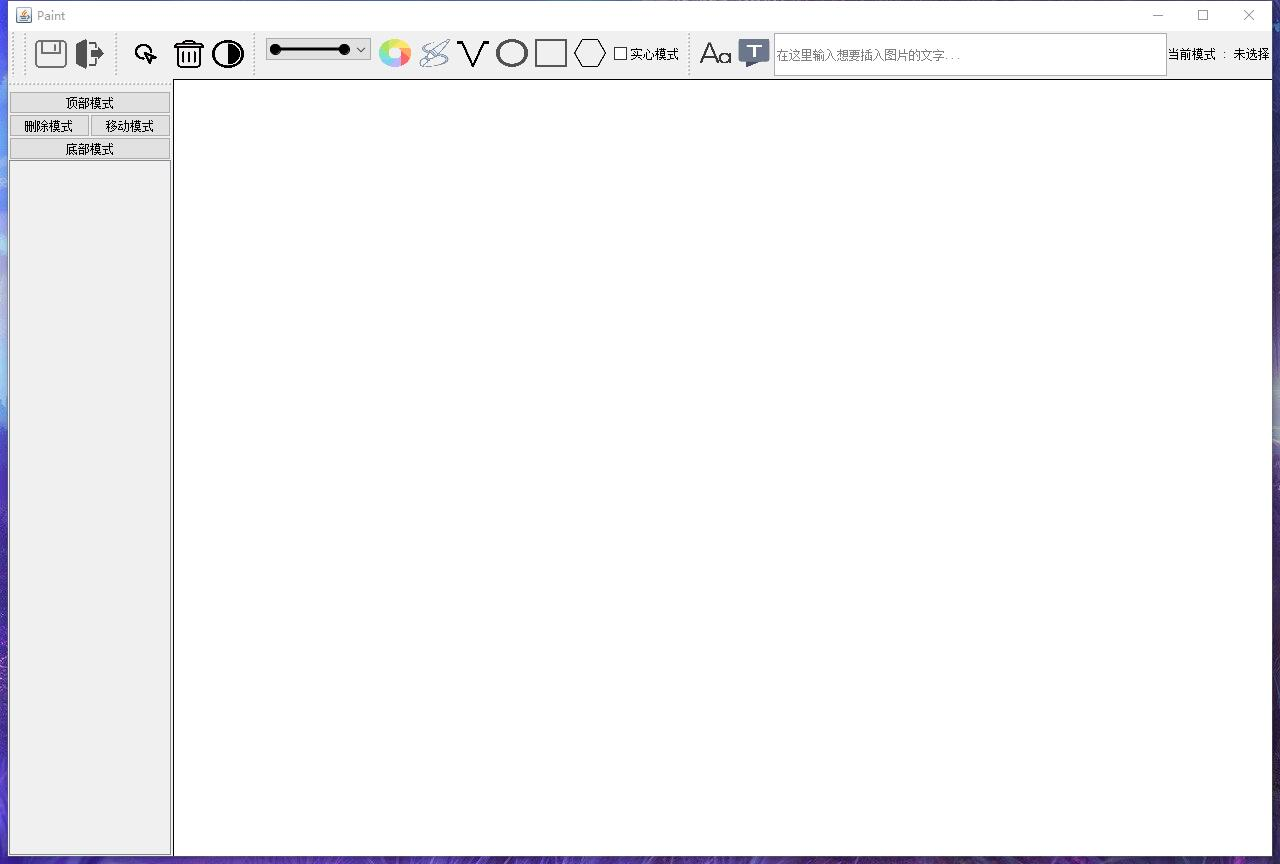 Paint
实心模式
Aa
T
在这里输入想要插入图片的文字...
当前模式 : 未选择
顶部模式
删除模式 移动模式
底部模式